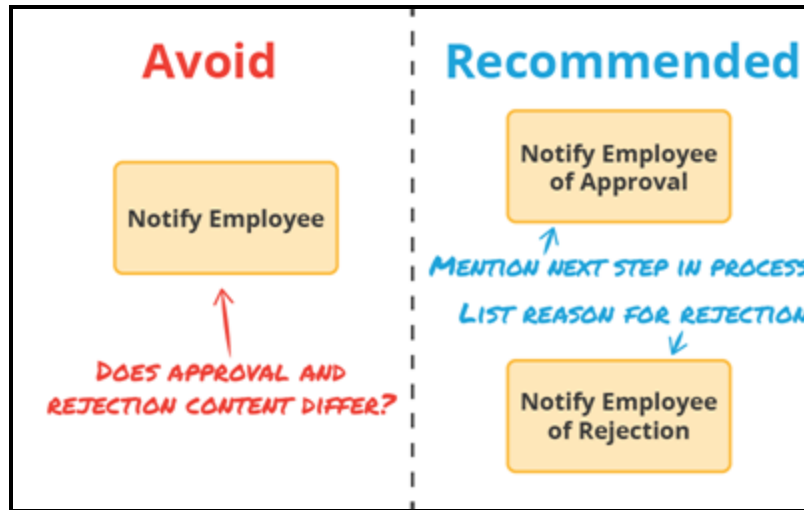 Avoid
Notify Employee
DOES APPROVAL AND
REJECTION CONTENT DIFFER?
Recommended
Notify Employee
of Approval
MENTION NEXT STEP IN PROCESS
LIST REASON FOR REJECTION
Notify Employee
of Rejection